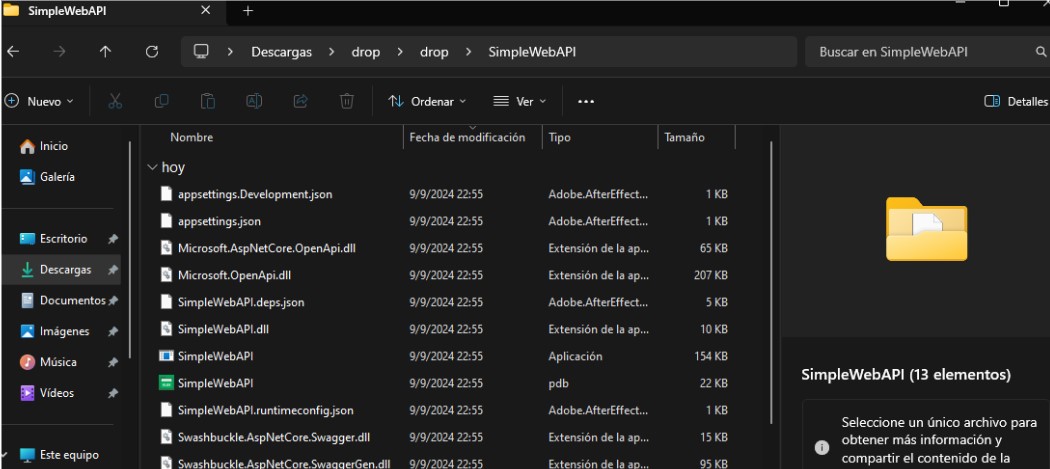 SimpleWebAPI
Descargas > drop > drop > SimpleWebAPI
Buscar en SimpleWebAPI
Nuevo
Ordenar
Ver
Detalles
Inicio
Galería
Escritorio
Descargas
Documentos
Imágenes
Música
Vídeos
Este equipo
Nombre Fecha de modificación Tipo Tamaño
hoy
appsettings.Development.json 9/9/2024 22:55 Adobe.AfterEffect... 1 KB
appsettings.json 9/9/2024 22:55 Adobe.AfterEffect... 1 KB
Microsoft.AspNetCore.OpenApi.dll 9/9/2024 22:55 Extensión de la ap... 65 KB
Microsoft.OpenApi.dll 9/9/2024 22:55 Extensión de la ap... 207 KB
SimpleWebAPI.deps.json 9/9/2024 22:55 Adobe.AfterEffect... 5 KB
SimpleWebAPI.dll 9/9/2024 22:55 Extensión de la ap... 10 KB
SimpleWebAPI 9/9/2024 22:55 Aplicación 154 KB
SimpleWebAPI 9/9/2024 22:55 pdb 22 KB
SimpleWebAPI.runtimeconfig.json 9/9/2024 22:55 Adobe.AfterEffect... 1 KB
Swashbuckle.AspNetCore.Swagger.dll 9/9/2024 22:55 Extensión de la ap... 15 KB
Swashbuckle.AspNetCore.SwaggerGen.dll 9/9/2024 22:55 Extensión de la ap... 95 KB
SimpleWebAPI (13 elementos)
Seleccione un único archivo para
obtener más información y
compartir el contenido de la